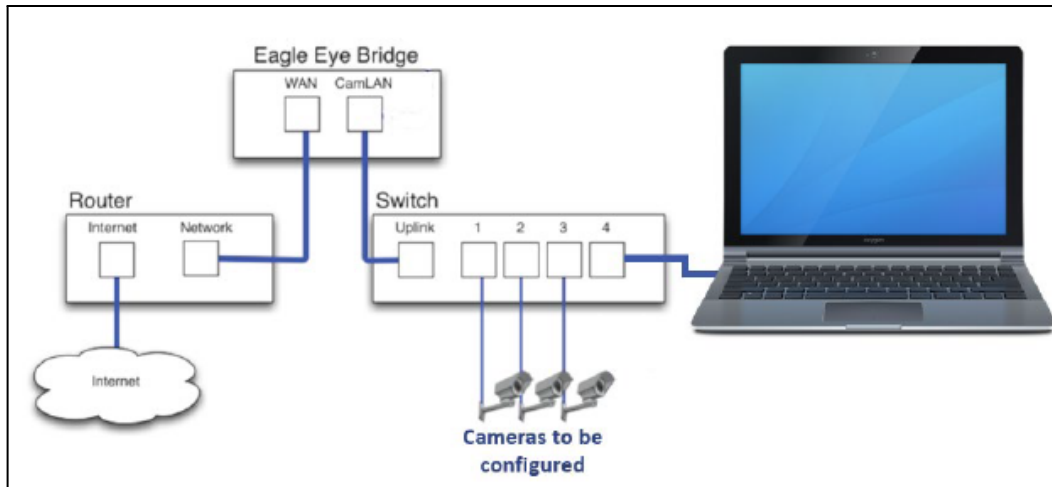 Eagle Eye Bridge
WAN CamLAN
Router
Internet Network
Switch
Uplink 1 2 3 4
Internet
Cameras to be
configured